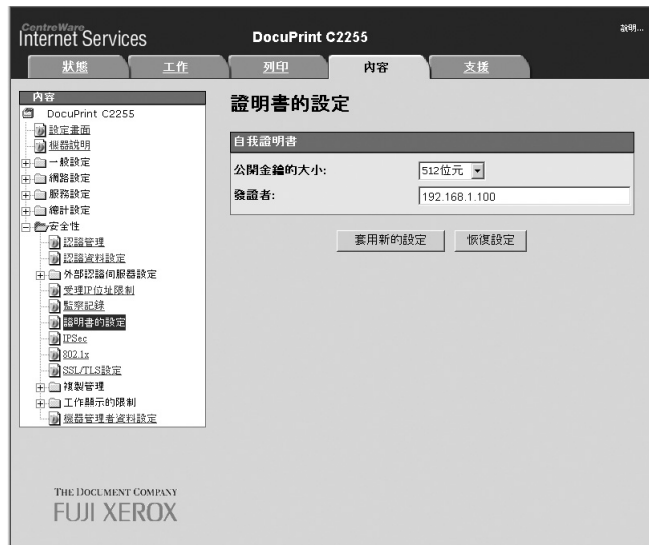 CentreWare
Internet Services
DocuPrint C2255
說明...
狀態
工作
列印
內容
支援
內容
DocuPrint C2255
設定畫面
機器說明
一般設定
網路設定
服務設定
總計設定
安全性
認證管理
認證資料設定
外部認證伺服器設定
受理IP位址限制
監察記錄
證明書的設定
IPSec
802.1x
SSL/TLS設定
複製管理
工作顯示的限制
機器管理者資料設定
證明書的設定
自我證明書
公開金鑰的大小:
512位元
發證者:
192.168.1.100
套用新的設定
恢復設定
THE DOCUMENT COMPANY
FUJI XEROX